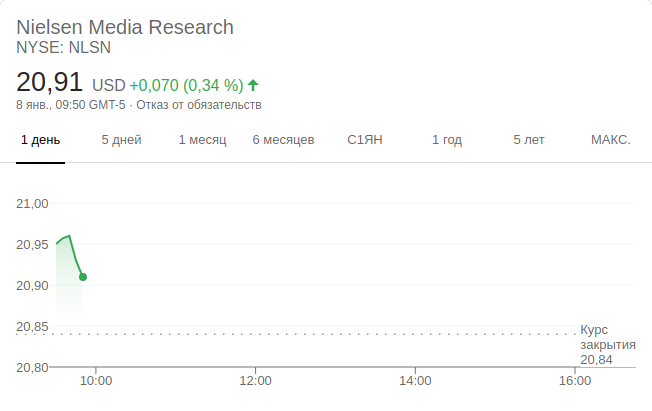 Nielsen Media Research
NYSE: NLSN
20,91 USD +0,070 (0,34 %)
8 янв., 09:50 GMT-5 · Отказ от обязательств
1 день 5 дней 1 месяц 6 месяцев С1ЯН 1 год 5 лет МАКС.
21,00
20,95
20,90
20,85
Курс
закрытия
20,84
20,80
10:00 12:00 14:00 16:00